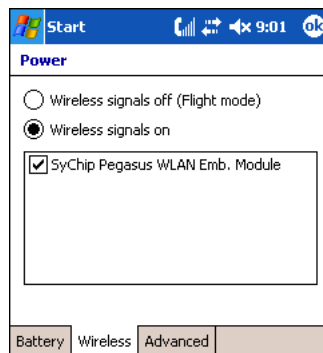 Start 9:01 ok
Power
Wireless signals off (Flight mode)
Wireless signals on
SyChip Pegasus WLAN Emb. Module
Battery Wireless Advanced